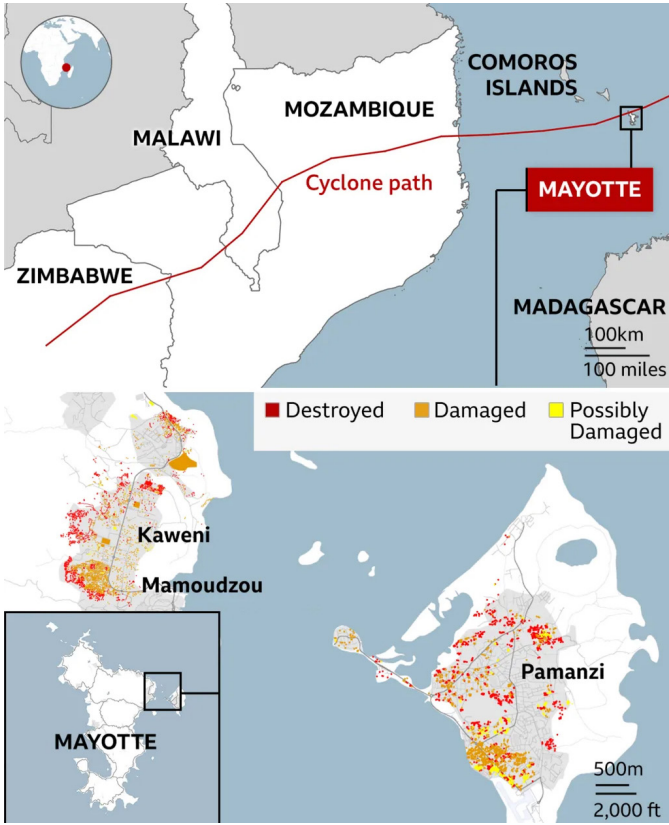 COMOROS
ISLANDS
MOZAMBIQUE
MALAWI
Cyclone path
MAYOTTE
ZIMBABWE
MADAGASCAR
100km
100 miles
Destroyed
Damaged
Possibly
Damaged
Kaweni
Mamoudzou
Pamanzi
MAYOTTE
500m
2,000 ft